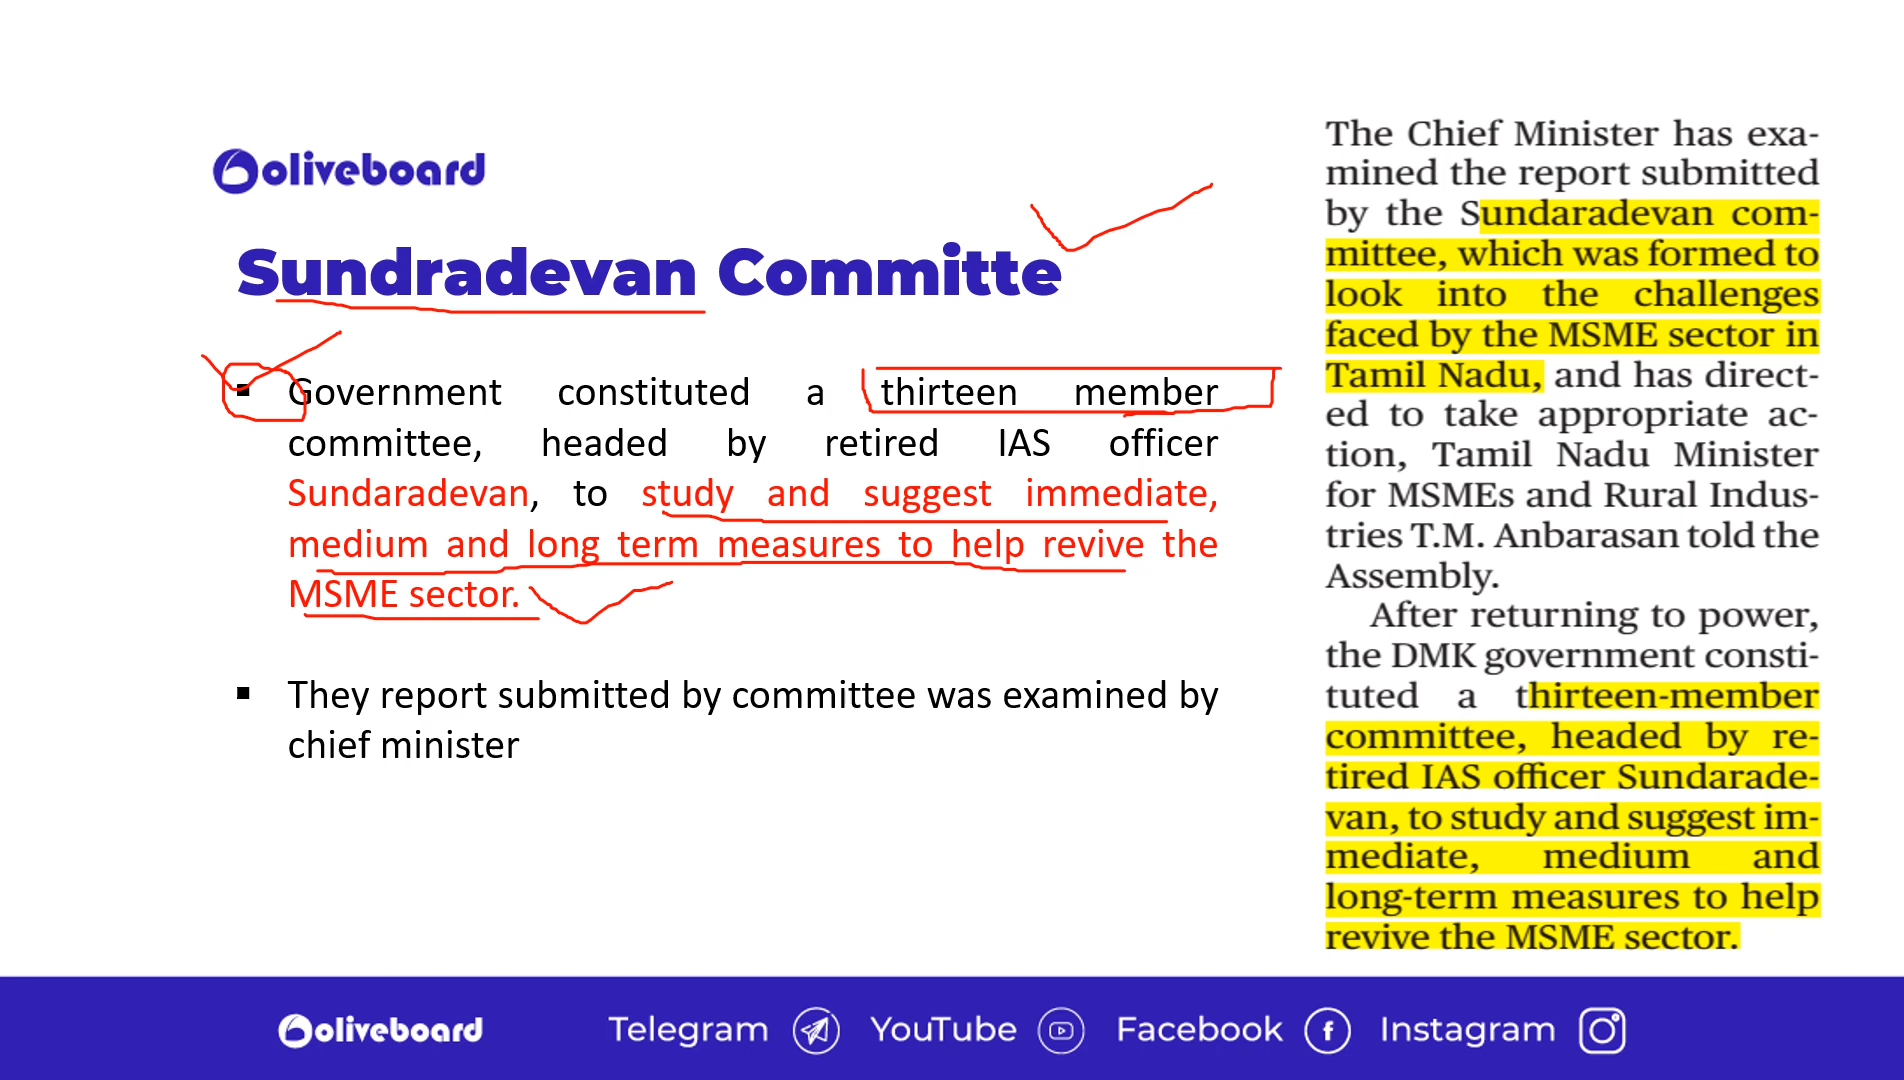 oliveboard
Sundradevan Committe
▪ Government constituted a thirteen member
committee, headed by retired IAS officer
Sundaradevan, to study and suggest immediate,
medium and long term measures to help revive the
MSME sector.
▪ They report submitted by committee was examined by
chief minister
The Chief Minister has exa-
mined the report submitted
by the Sundaradevan com-
mittee, which was formed to
look into the challenges
faced by the MSME sector in
Tamil Nadu, and has direct-
ed to take appropriate ac-
tion, Tamil Nadu Minister
for MSMEs and Rural Indus-
tries T.M. Anbarasan told the
Assembly.
After returning to power,
the DMK government consti-
tuted a thirteen-member
committee, headed by re-
tired IAS officer Sundarade-
van, to study and suggest im-
mediate, medium and
long-term measures to help
revive the MSME sector.
oliveboard Telegram YouTube Facebook Instagram